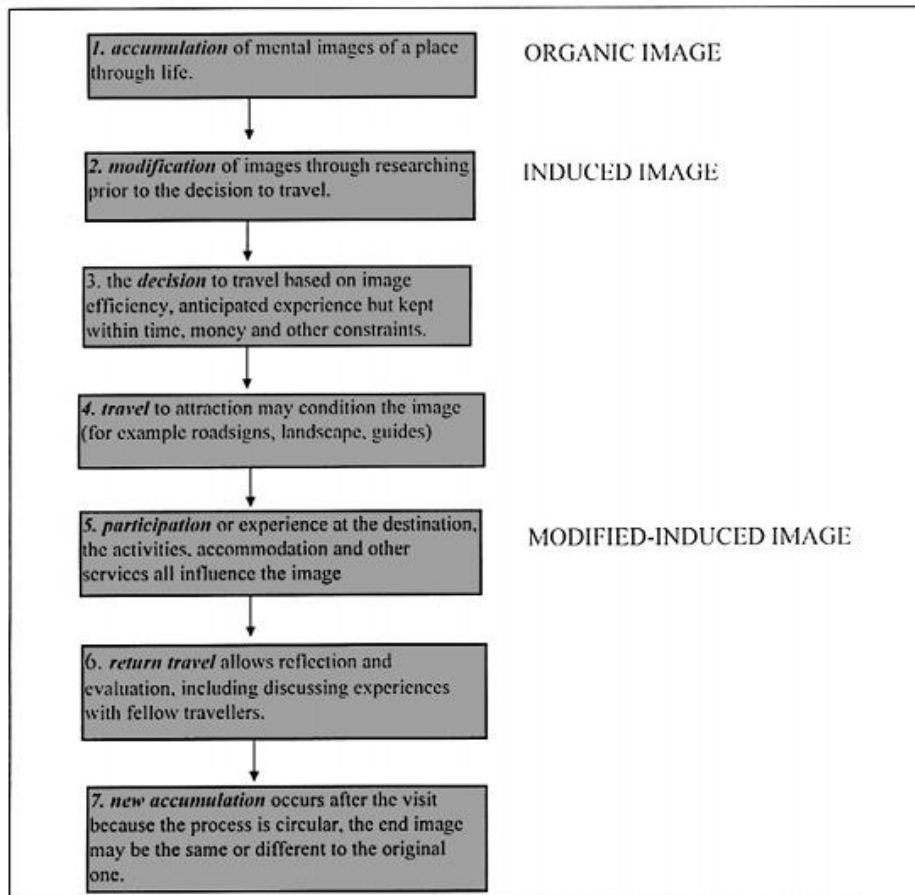 1. accumulation of mental images of a place
through life.
ORGANIC IMAGE
2. modification of images through researching
prior to the decision to travel.
INDUCED IMAGE
3. the decision to travel based on image
efficiency, anticipated experience but kept
within time, money and other constraints.
4. travel to attraction may condition the image
(for example roadsigns, landscape, guides)
5. participation or experience at the destination,
the activities, accommodation and other
services all influence the image
MODIFIED-INDUCED IMAGE
6. return travel allows reflection and
evaluation, including discussing experiences
with fellow travellers.
7. new accumulation occurs after the visit
because the process is circular, the end image
may be the same or different to the original
one.